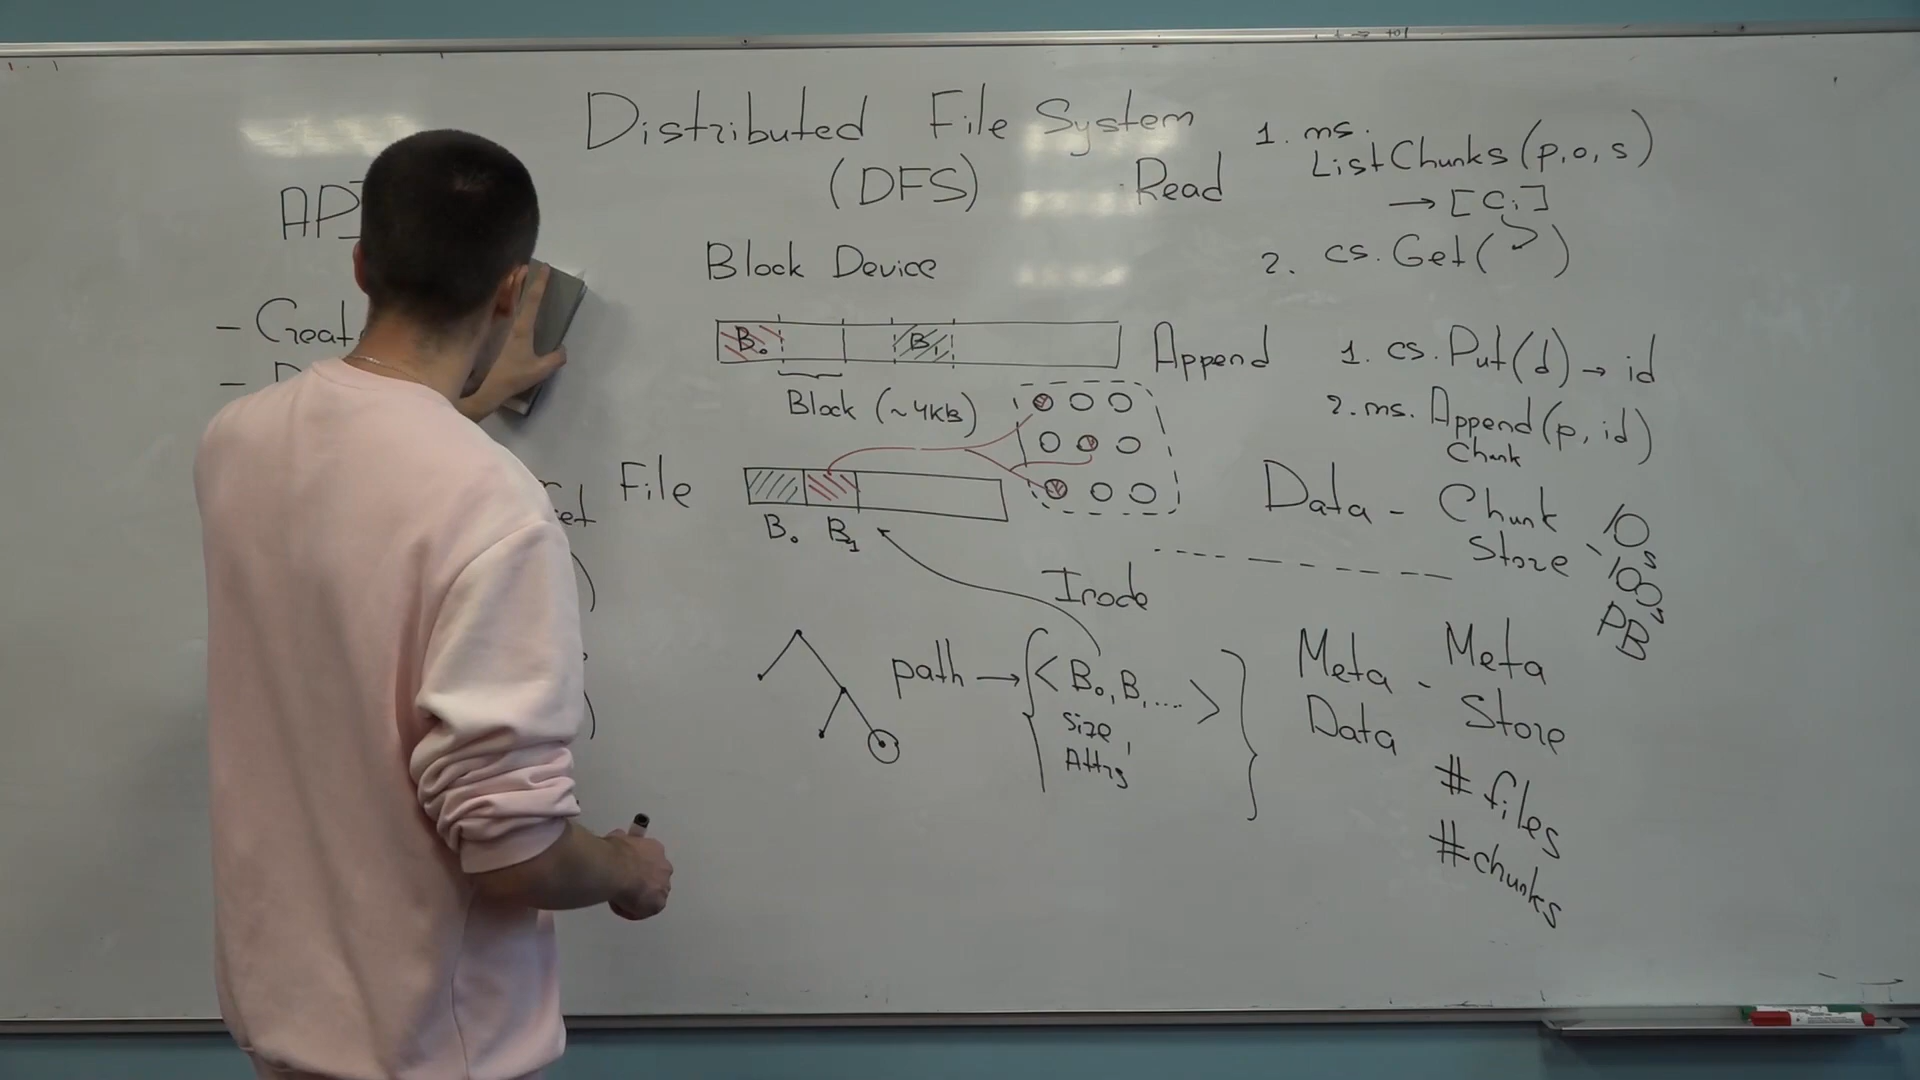 Distributed File System
(DFS)
API
- Creat
-
Block Device
B₀ B₁
Block (~4Kb)
File
B₀ B₁
Inode
path → { < B₀, B₁, ... > }
Size,
Attrs
Read
1. ms.
ListChunks(p, o, s)
→ [Ci]
2. cs. Get( )
Append
1. cs. Put(d) → id
2. ms. Append(p, id)
Chunk
Data - Chunk
Store
10s
100s
PB
Meta - Meta
Data Store
# files
# chunks